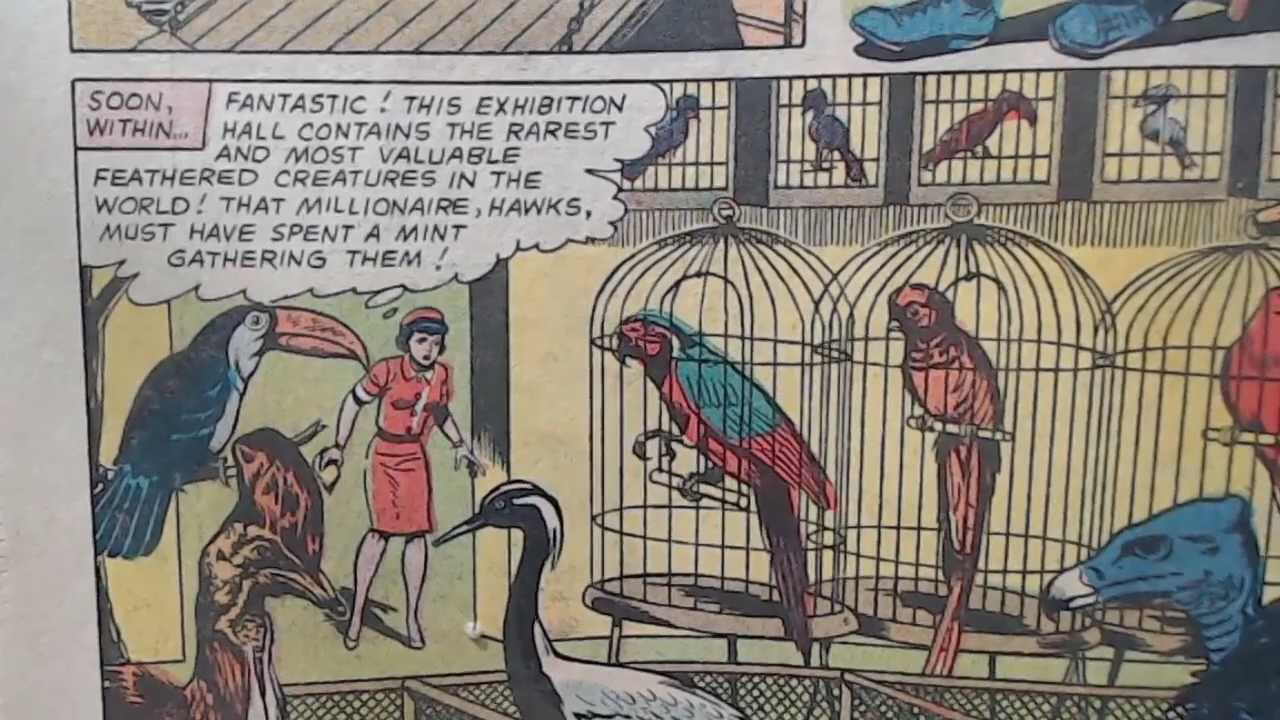 SOON,
WITHIN...
FANTASTIC! THIS EXHIBITION
HALL CONTAINS THE RAREST
AND MOST VALUABLE
FEATHERED CREATURES IN THE
WORLD! THAT MILLIONAIRE, HAWKS,
MUST HAVE SPENT A MINT
GATHERING THEM!